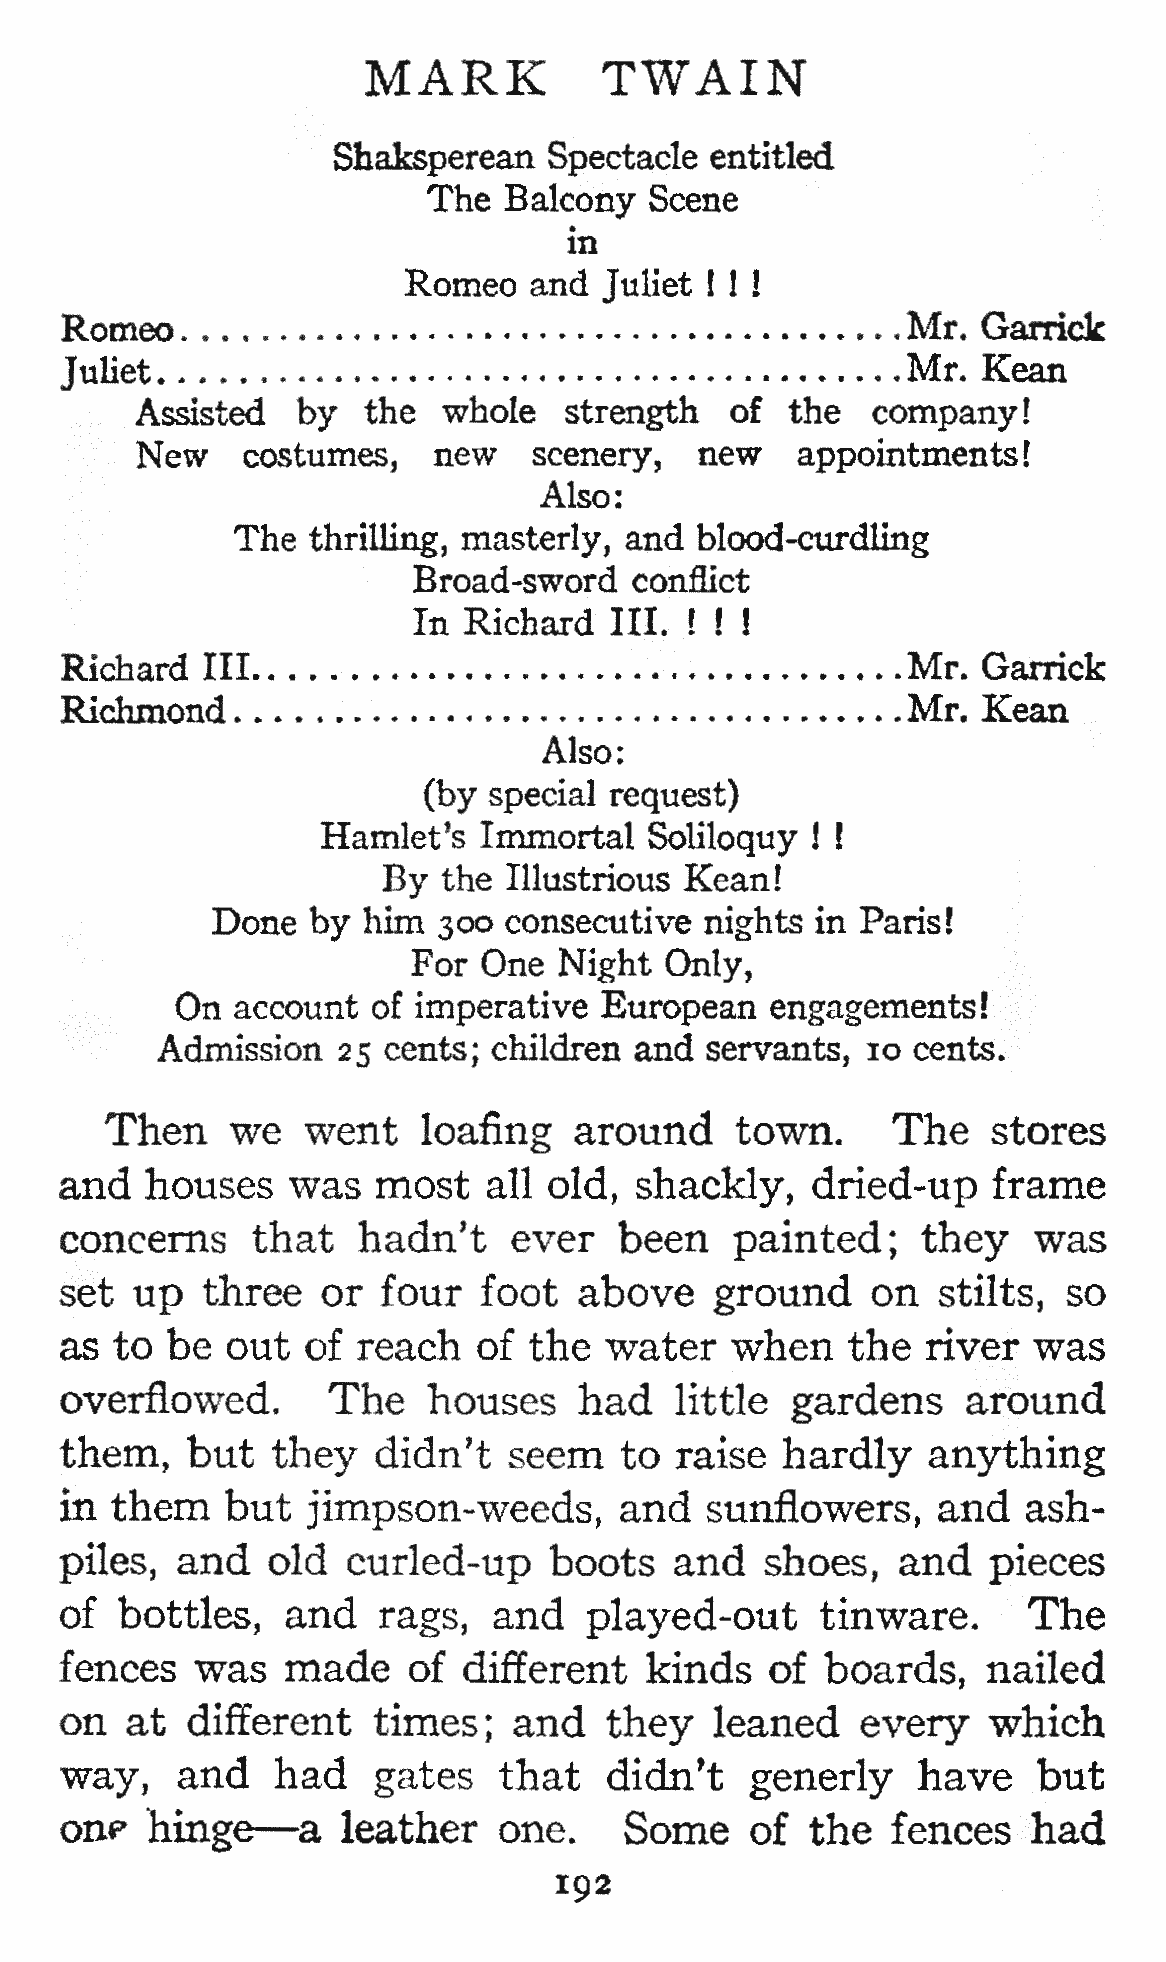 MARK TWAIN
Shaksperean Spectacle entitled
The Balcony Scene
in
Romeo and Juliet ! ! !
Romeo......................................Mr. Garrick
Juliet.......................................Mr. Kean
Assisted by the whole strength of the company!
New costumes, new scenery, new appointments!
Also:
The thrilling, masterly, and blood-curdling
Broad-sword conflict
In Richard III. ! ! !
Richard III..................................Mr. Garrick
Richmond...................................Mr. Kean
Also:
(by special request)
Hamlet's Immortal Soliloquy ! !
By the Illustrious Kean!
Done by him 300 consecutive nights in Paris!
For One Night Only,
On account of imperative European engagements!
Admission 25 cents; children and servants, 10 cents.
Then we went loafing around town. The stores
and houses was most all old, shackly, dried-up frame
concerns that hadn't ever been painted; they was
set up three or four foot above ground on stilts, so
as to be out of reach of the water when the river was
overflowed. The houses had little gardens around
them, but they didn't seem to raise hardly anything
in them but jimpson-weeds, and sunflowers, and ash-
piles, and old curled-up boots and shoes, and pieces
of bottles, and rags, and played-out tinware. The
fences was made of different kinds of boards, nailed
on at different times; and they leaned every which
way, and had gates that didn't generly have but
one hinge—a leather one. Some of the fences had
192